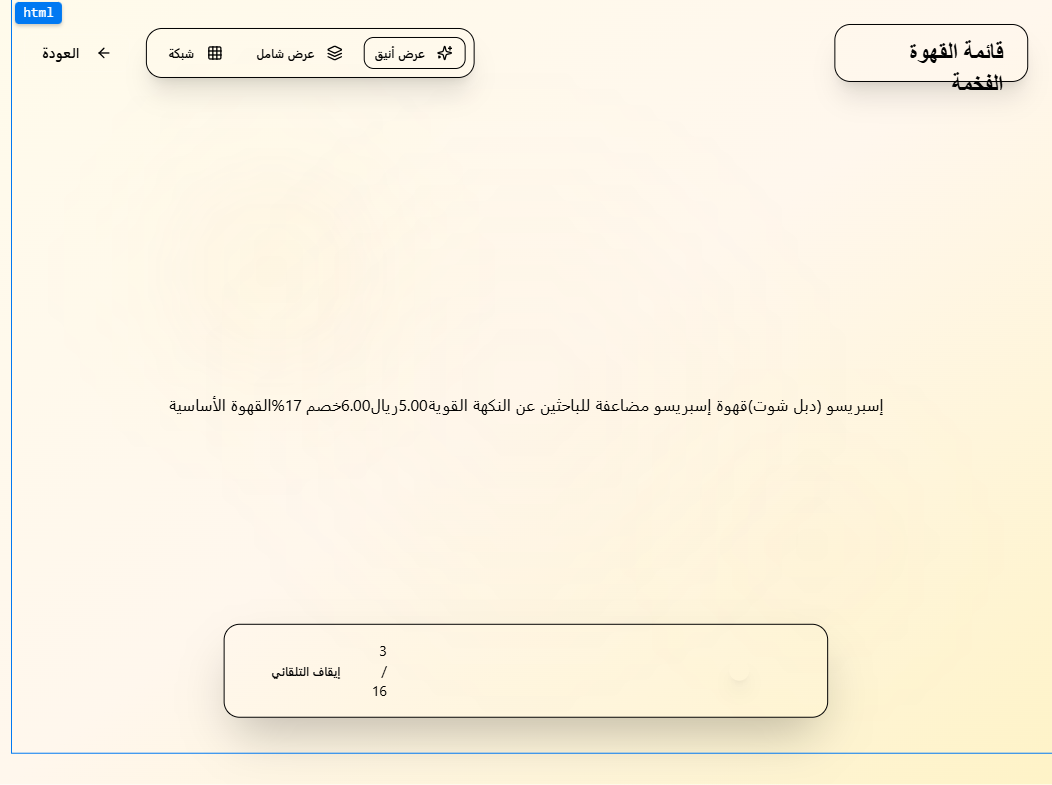 html
قائمة القهوة
الفخمة
عرض أنيق
عرض شامل
شبكة
العودة
إسبريسو (دبل شوت)قهوة إسبريسو مضاعفة للباحثين عن النكهة القوية5.00ريال6.00خصم 17%القهوة الأساسية
3
/
16
إيقاف التلقائي